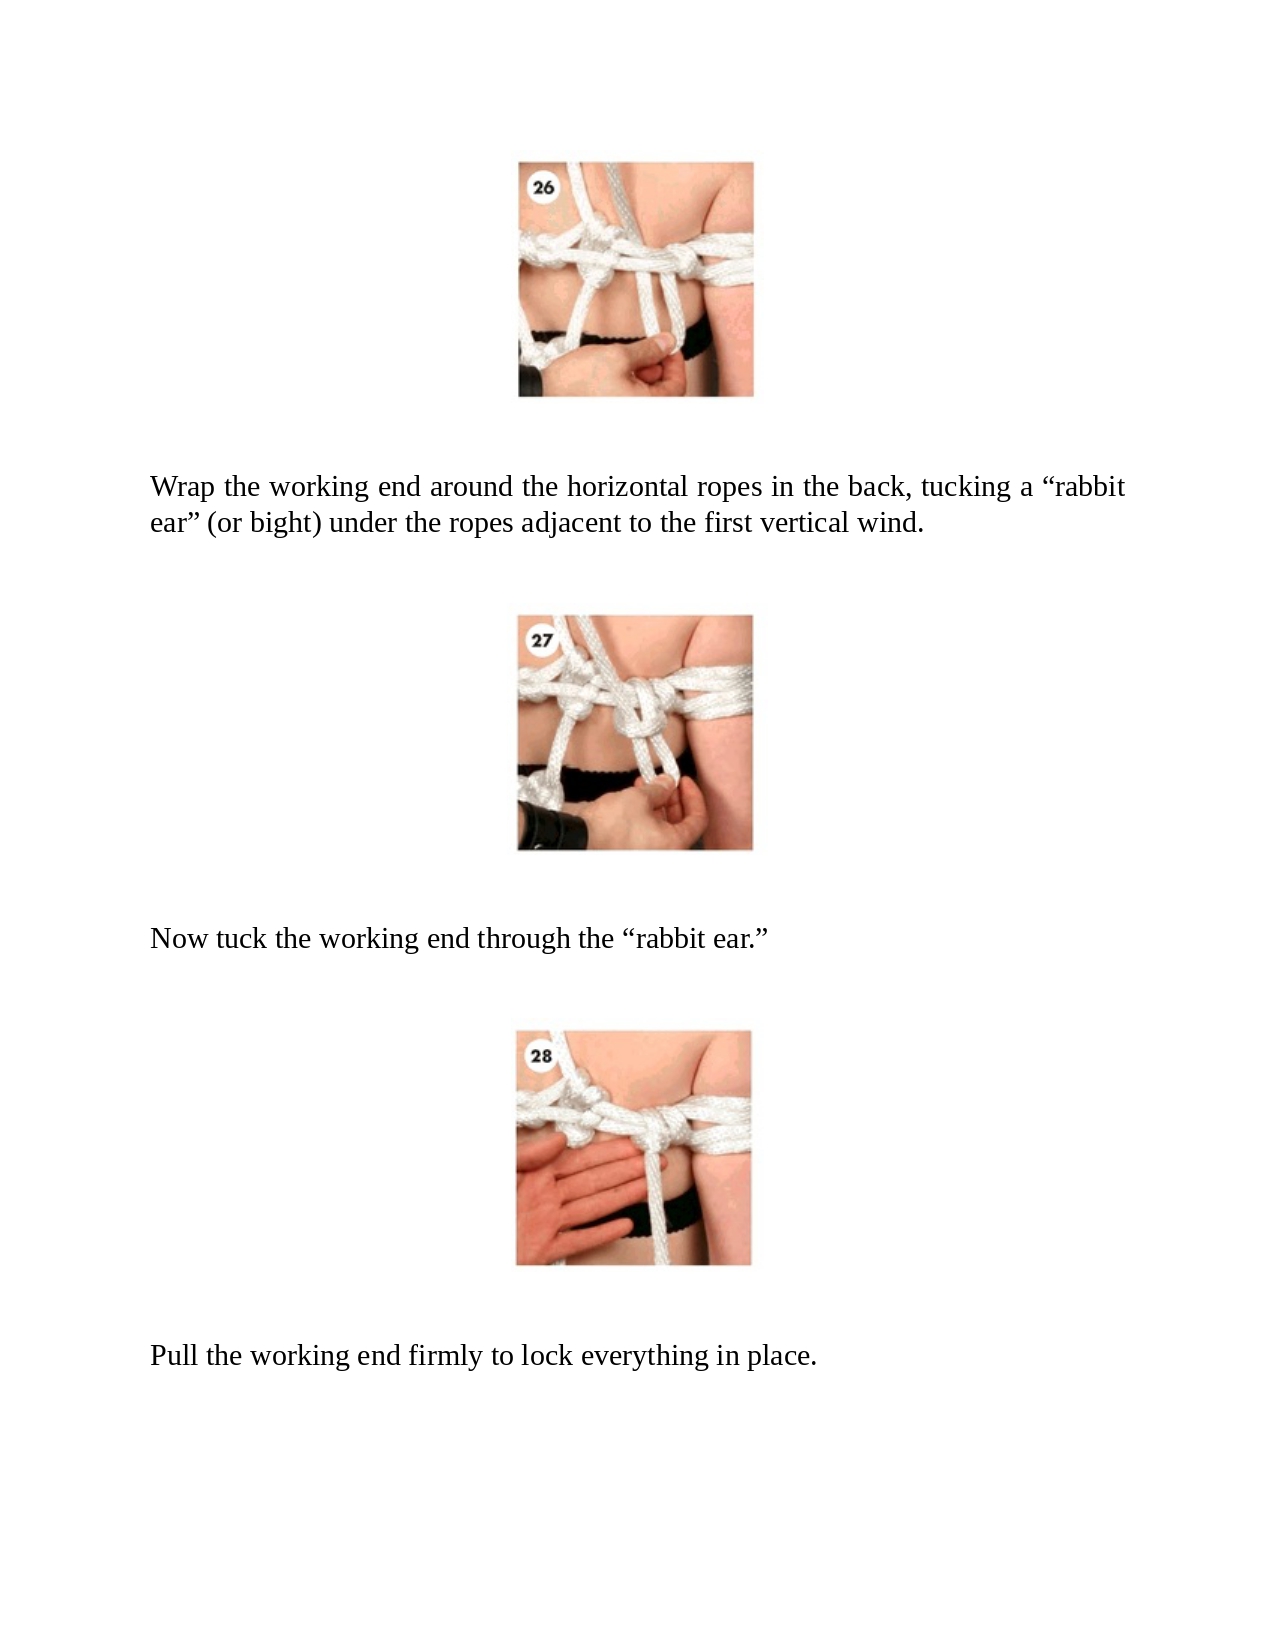 26
Wrap the working end around the horizontal ropes in the back, tucking a “rabbit
ear” (or bight) under the ropes adjacent to the first vertical wind.
27
Now tuck the working end through the “rabbit ear.”
28
Pull the working end firmly to lock everything in place.